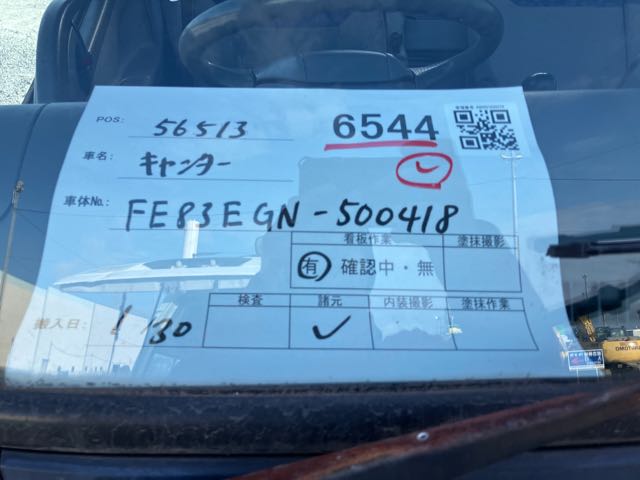 POS: 56513 6544
車名: キャンター
車体No.: FE83EGN-500418
看板作業 塗抹撮影
有 確認中・無
検査 諸元 内装撮影 塗抹作業
搬入日: 1/30